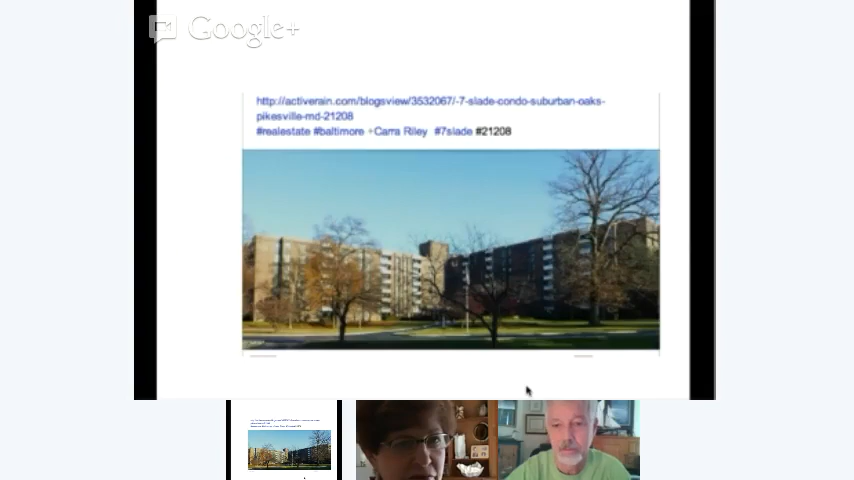 Google+
http://activerain.com/blogsview/3532067/-7-slade-condo-suburban-oaks-
pikesville-md-21208
#realestate #baltimore +Carra Riley #7slade #21208